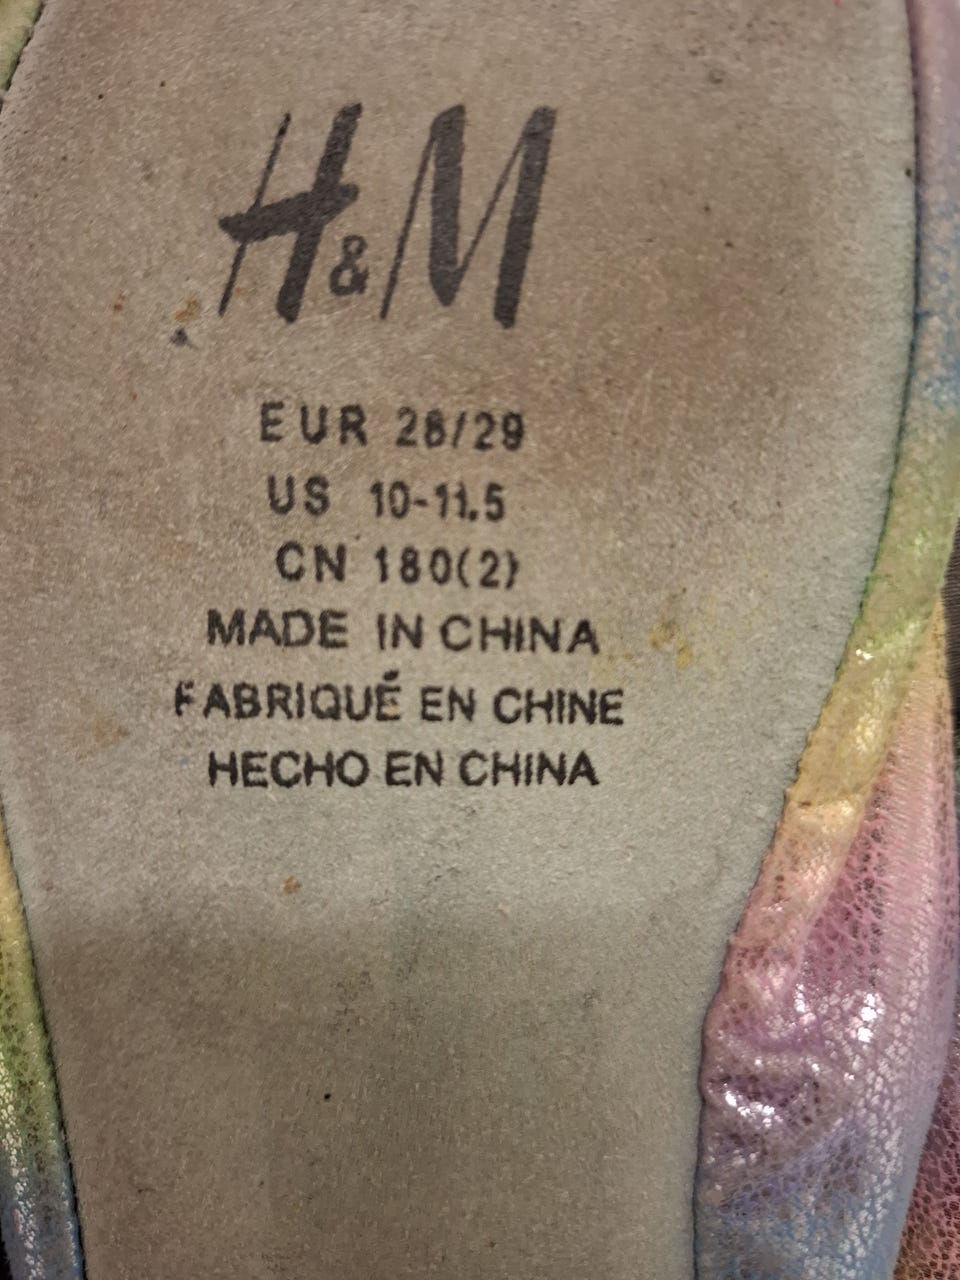 H&M
EUR 28/29
US 10-11.5
CN 180(2)
MADE IN CHINA
FABRIQUÉ EN CHINE
HECHO EN CHINA